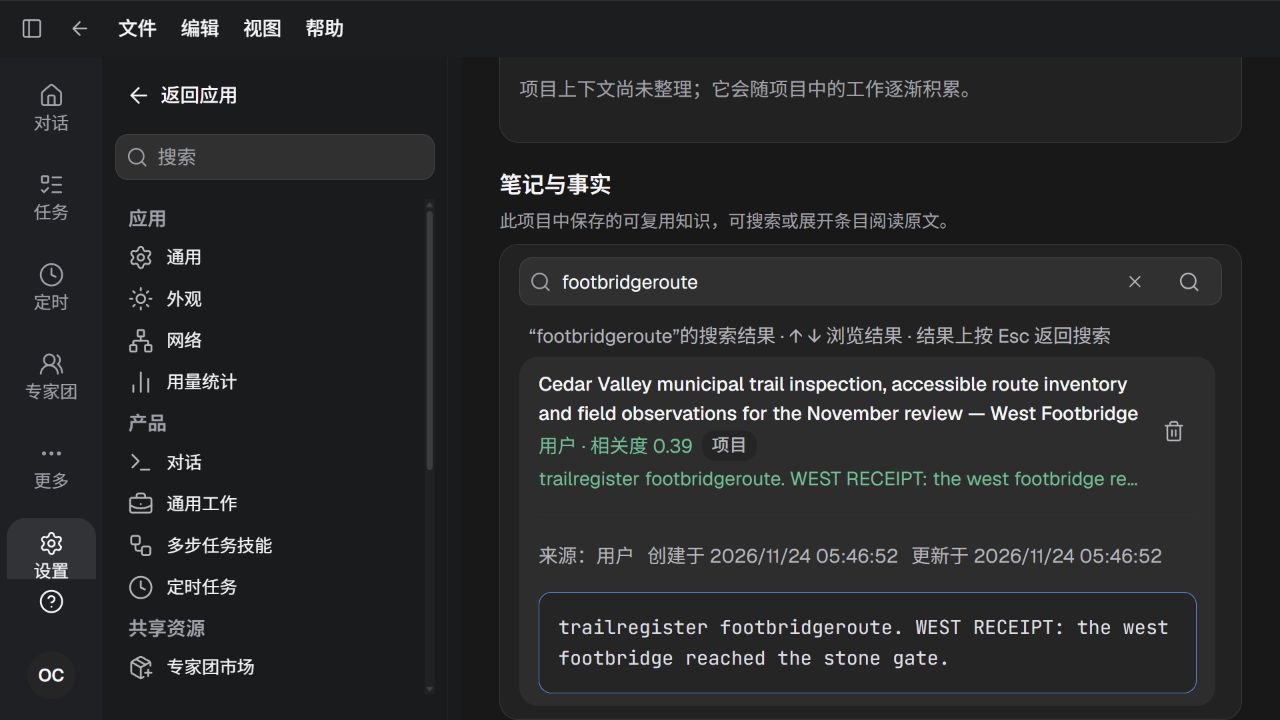 文件 编辑 视图 帮助
对话
任务
定时
专家团
更多
设置
OC
返回应用
搜索
应用
通用
外观
网络
用量统计
产品
对话
通用工作
多步任务技能
定时任务
共享资源
专家团市场
项目上下文尚未整理；它会随项目中的工作逐渐积累。
笔记与事实
此项目中保存的可复用知识，可搜索或展开条目阅读原文。
footbridgeroute
“footbridgeroute”的搜索结果 · ↑ ↓ 浏览结果 · 结果上按 Esc 返回搜索
Cedar Valley municipal trail inspection, accessible route inventory
and field observations for the November review — West Footbridge
用户 · 相关度 0.39 项目
trailregister footbridgeroute. WEST RECEIPT: the west footbridge re...
来源：用户 创建于 2026/11/24 05:46:52 更新于 2026/11/24 05:46:52
trailregister footbridgeroute. WEST RECEIPT: the west
footbridge reached the stone gate.